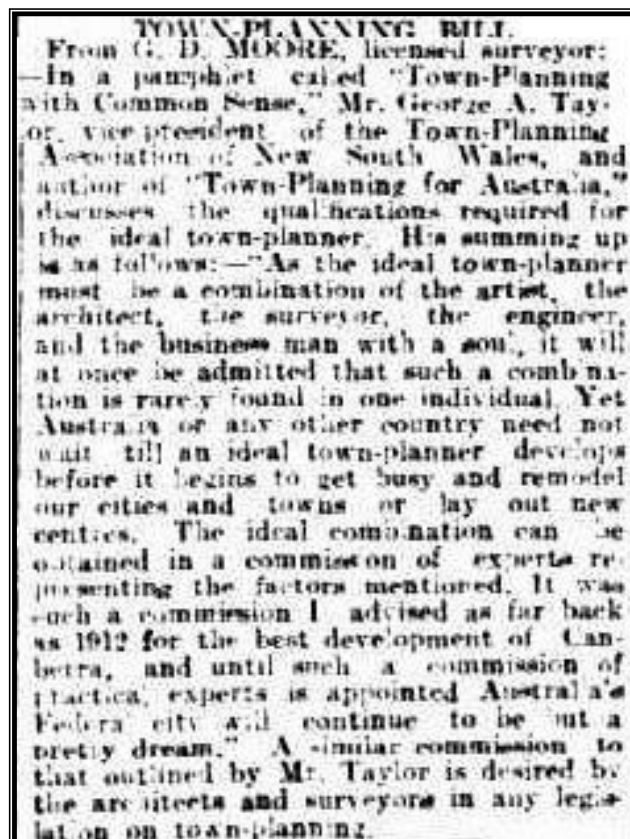 TOWN-PLANNING BILL.
From G. D. MOORE, licensed surveyor:
—In a pamphlet called "Town-Planning
with Common Sense," Mr. George A. Tay-
lor, vice-president of the Town-Planning
Association of New South Wales, and
author of "Town-Planning for Australia,"
discusses the qualifications required for
the ideal town-planner. His summing up
is as follows:—"As the ideal town-planner
must be a combination of the artist, the
architect, the surveyor, the engineer,
and the business man with a soul, it will
at once be admitted that such a combina-
tion is rarely found in one individual. Yet
Australia or any other country need not
wait till an ideal town-planner develops
before it begins to get busy and remodel
our cities and towns or lay out new
centres. The ideal combination can be
obtained in a commission of experts re-
presenting the factors mentioned. It was
such a commission I advised as far back
as 1912 for the best development of Can-
berra, and until such a commission of
practical experts is appointed Australia's
Federal city will continue to be but a
pretty dream." A similar commission to
that outlined by Mr. Taylor is desired by
the architects and surveyors in any legis-
lation on town-planning.